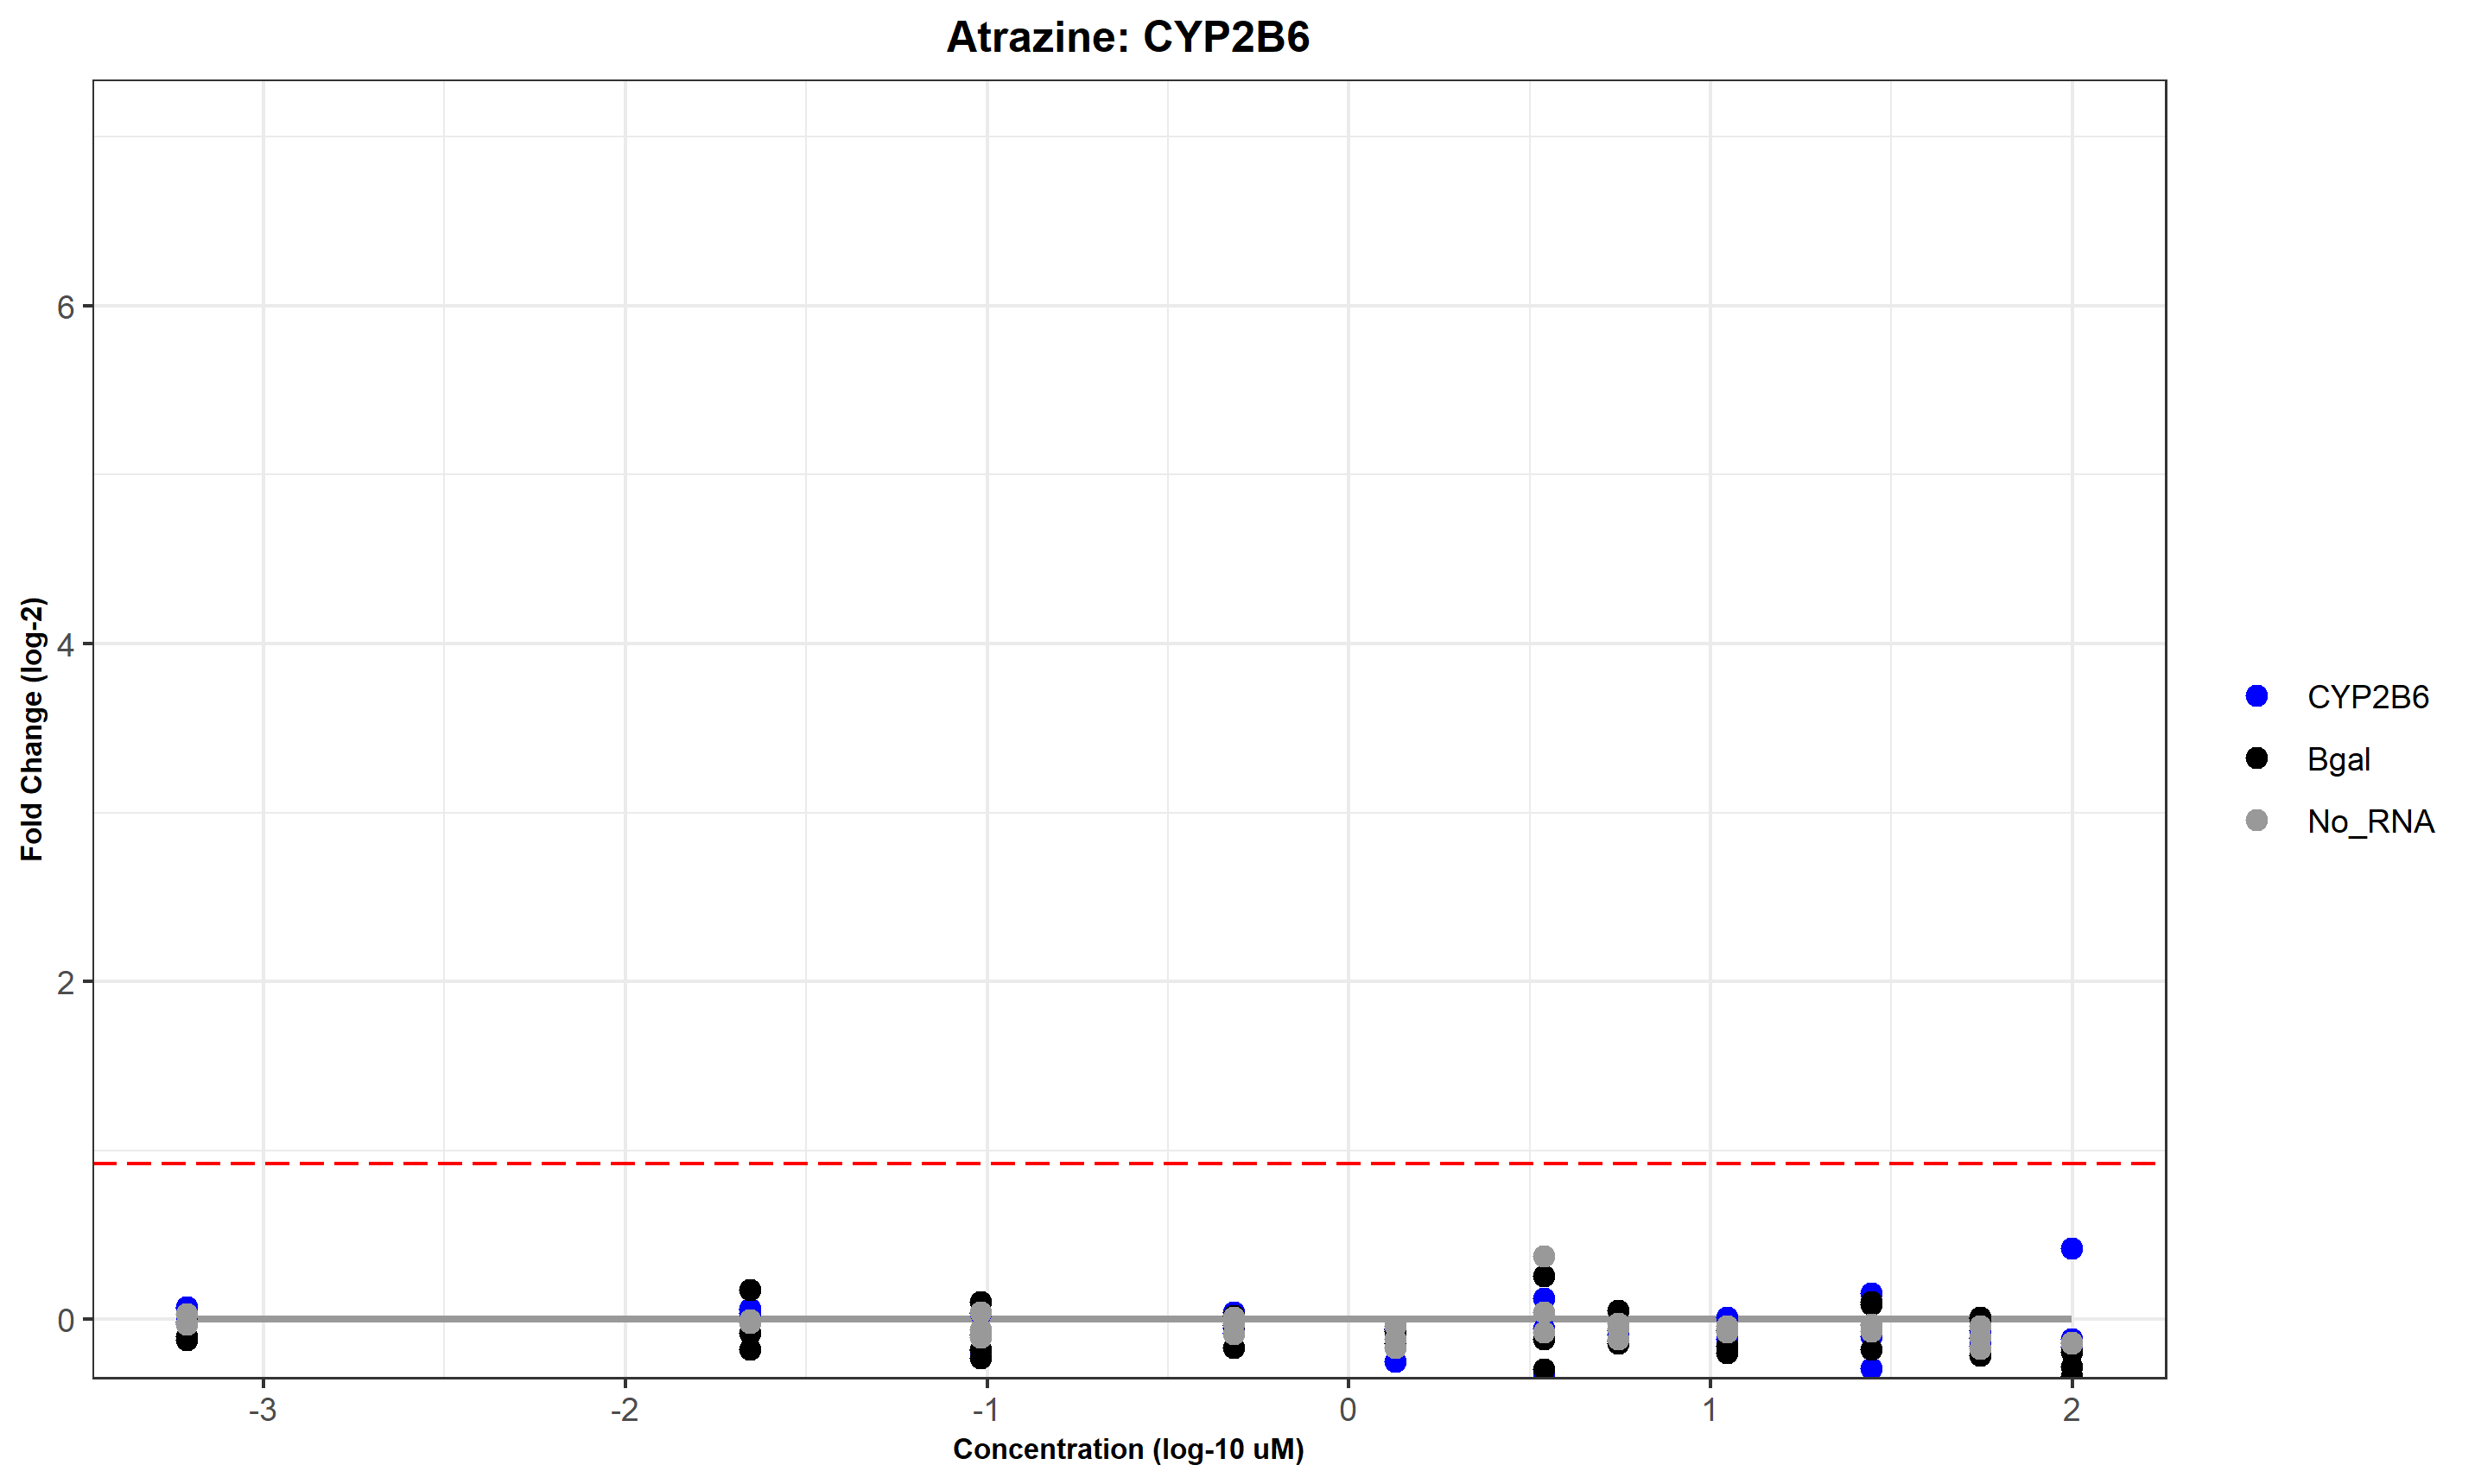 Atrazine: CYP2B6
Fold Change (log-2)
6
4
2
0
-3
-2
-1
0
1
2
Concentration (log-10 uM)
CYP2B6
Bgal
No_RNA